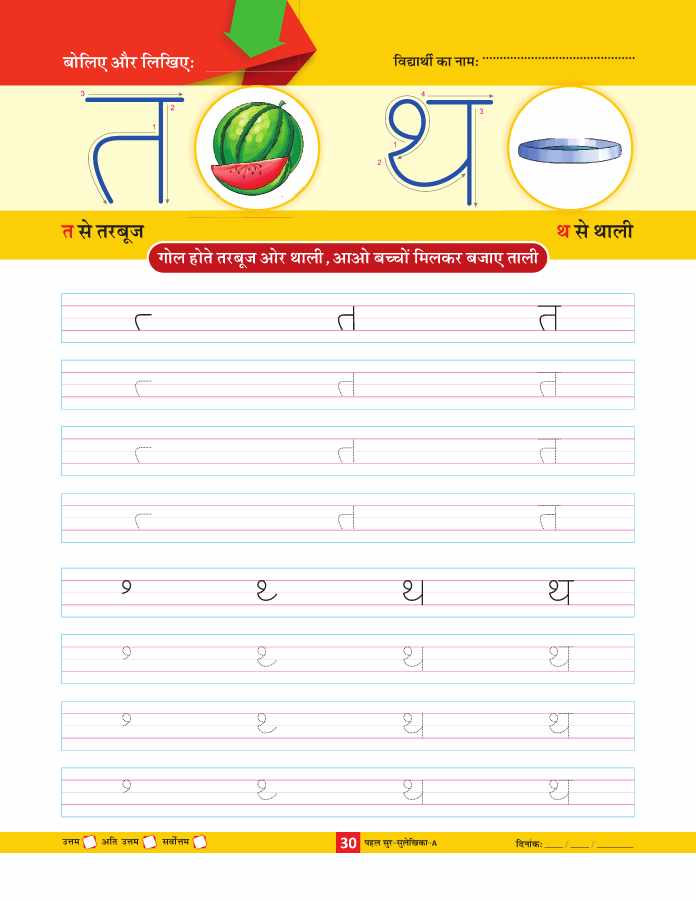 बोलिए और लिखिए:
विद्यार्थी का नाम:
3 2 1 त
4 3 1 2 थ
त से तरबूज
थ से थाली
गोल होते तरबूज ओर थाली, आओ बच्चों मिलकर बजाए ताली
त त
त त
त त
त त
थ थ
थ थ
थ थ
थ थ
उत्तम अति उत्तम सर्वोत्तम 30 पहल सुर-सुलेखिका-A दिनांक: ____ / ____ / ________